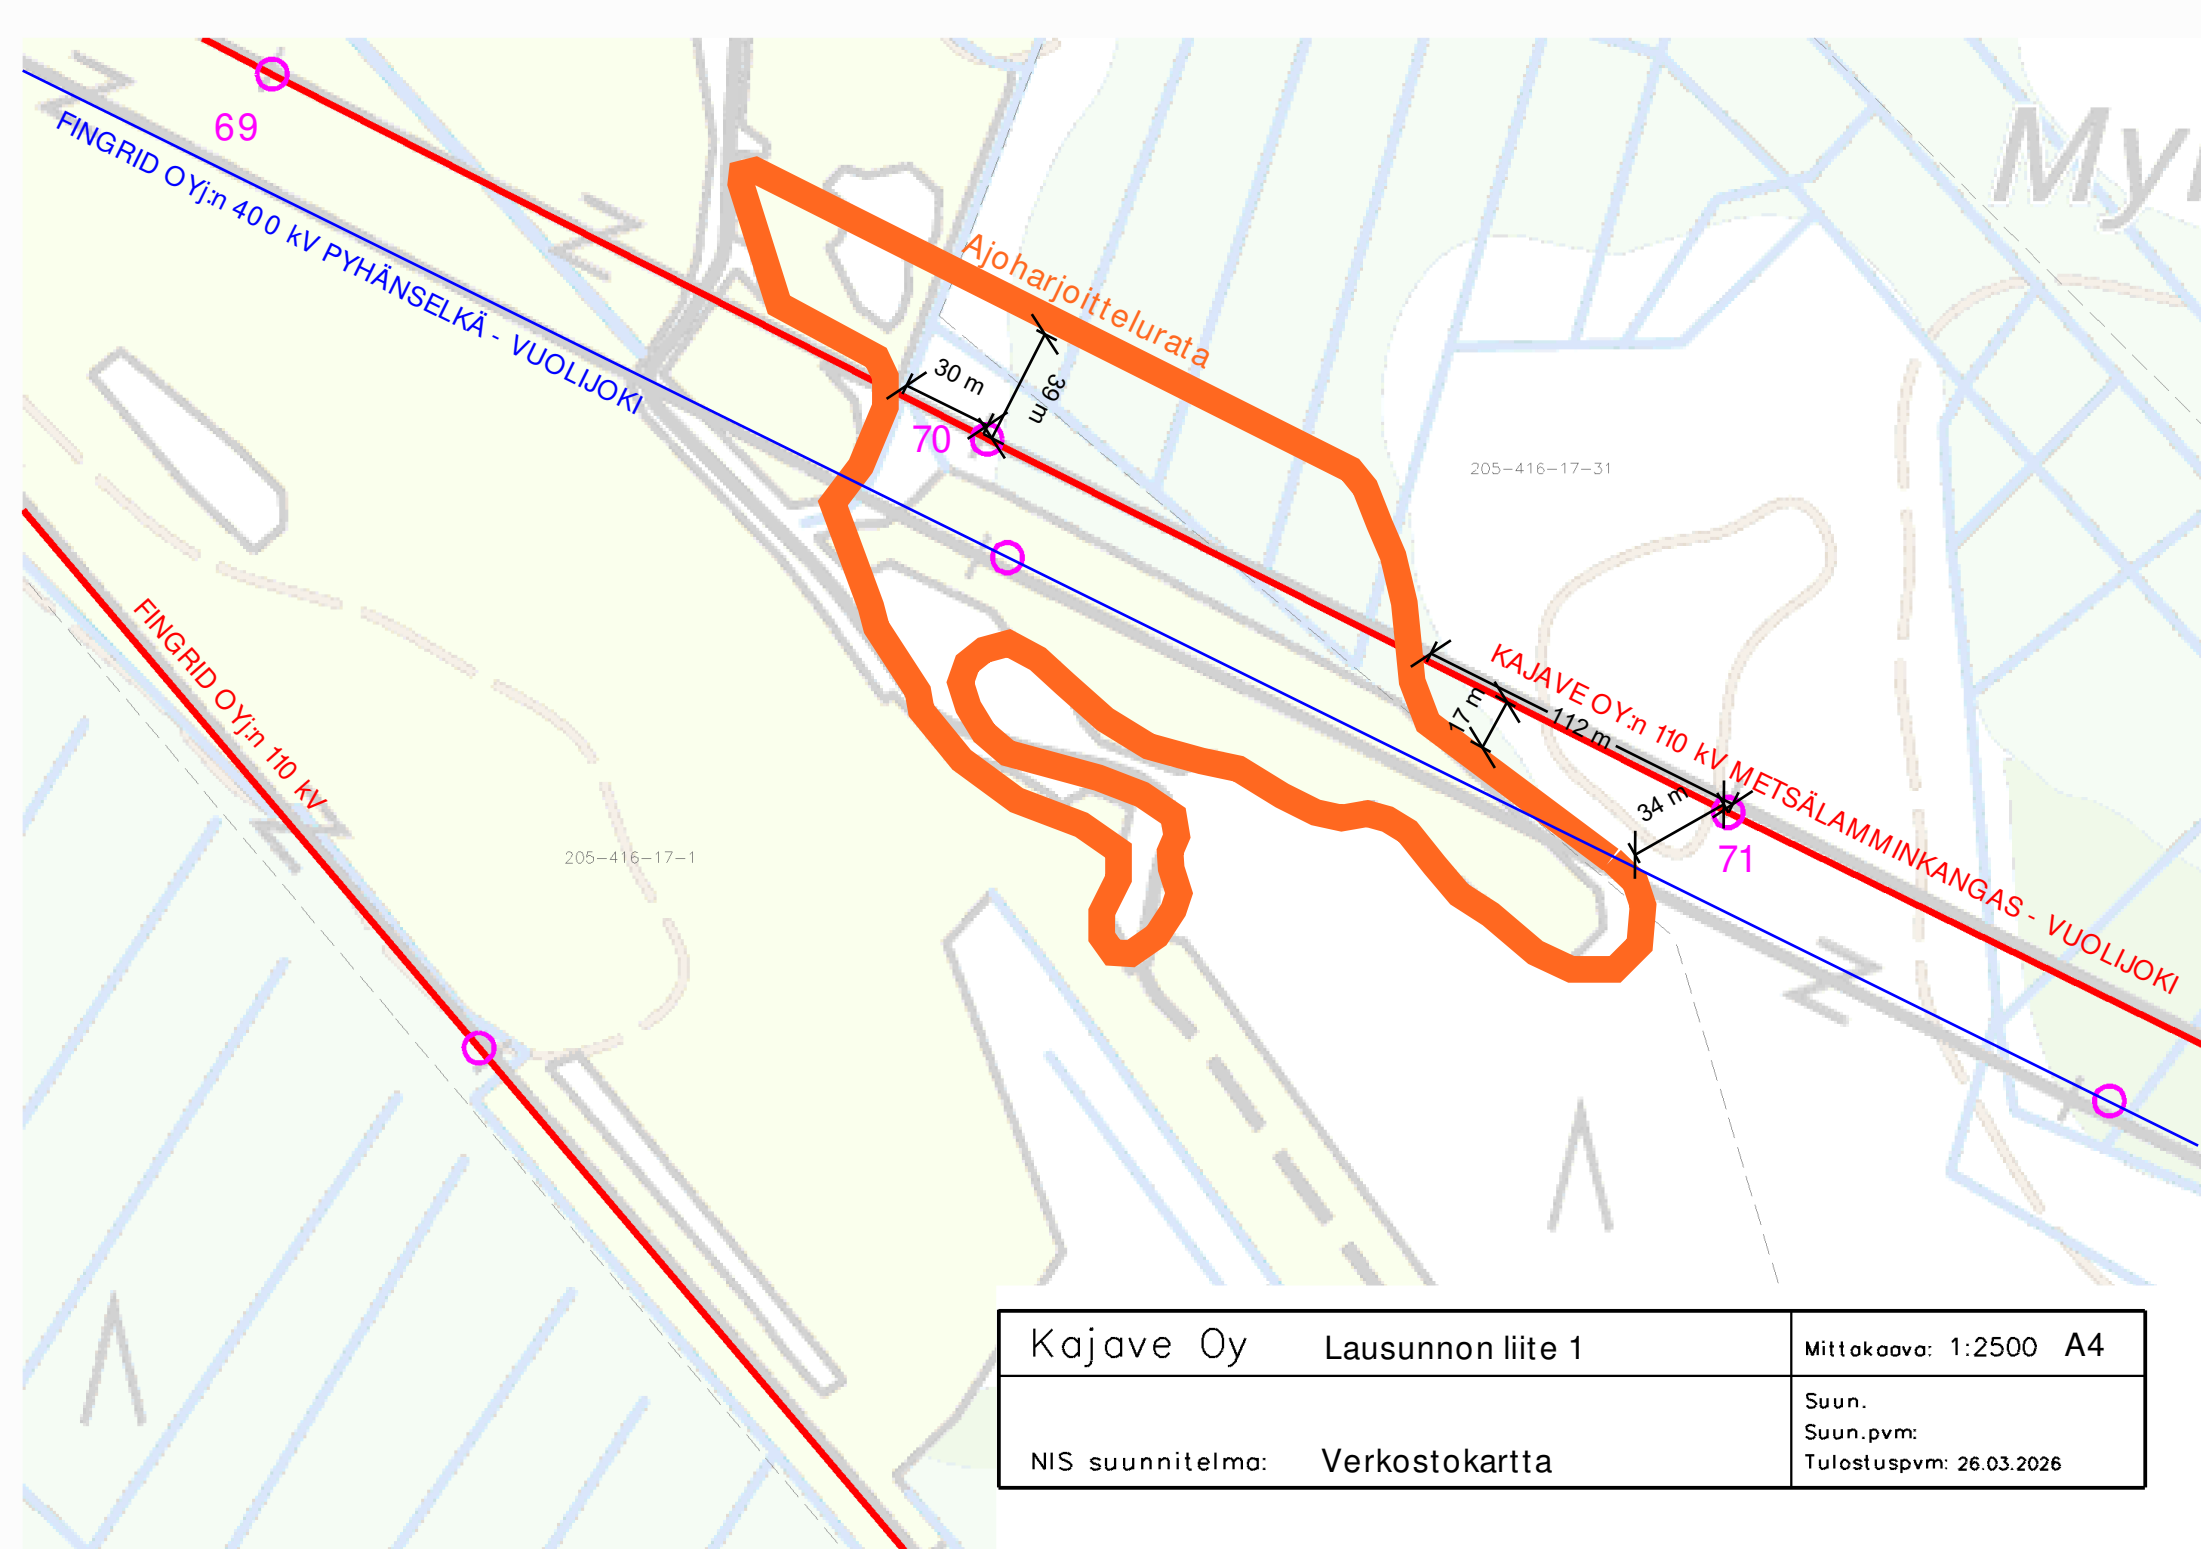 69
FINGRID OYj:n 400 kV PYHÄNSELKÄ - VUOLIJOKI
Ajoharjoittelurata
30 m
39 m
70
205-416-17-31
FINGRID OYj:n 110 kV
KAJAVE OY:n 110 kV METSÄLAMMINKANGAS - VUOLIJOKI
17 m
112 m
34 m
71
205-416-17-1
Kajave Oy
Lausunnon liite 1
Mittakaava: 1:2500 A4
Suun.
Suun.pvm:
NIS suunnitelma: Verkostokartta
Tulostuspvm: 26.03.2026